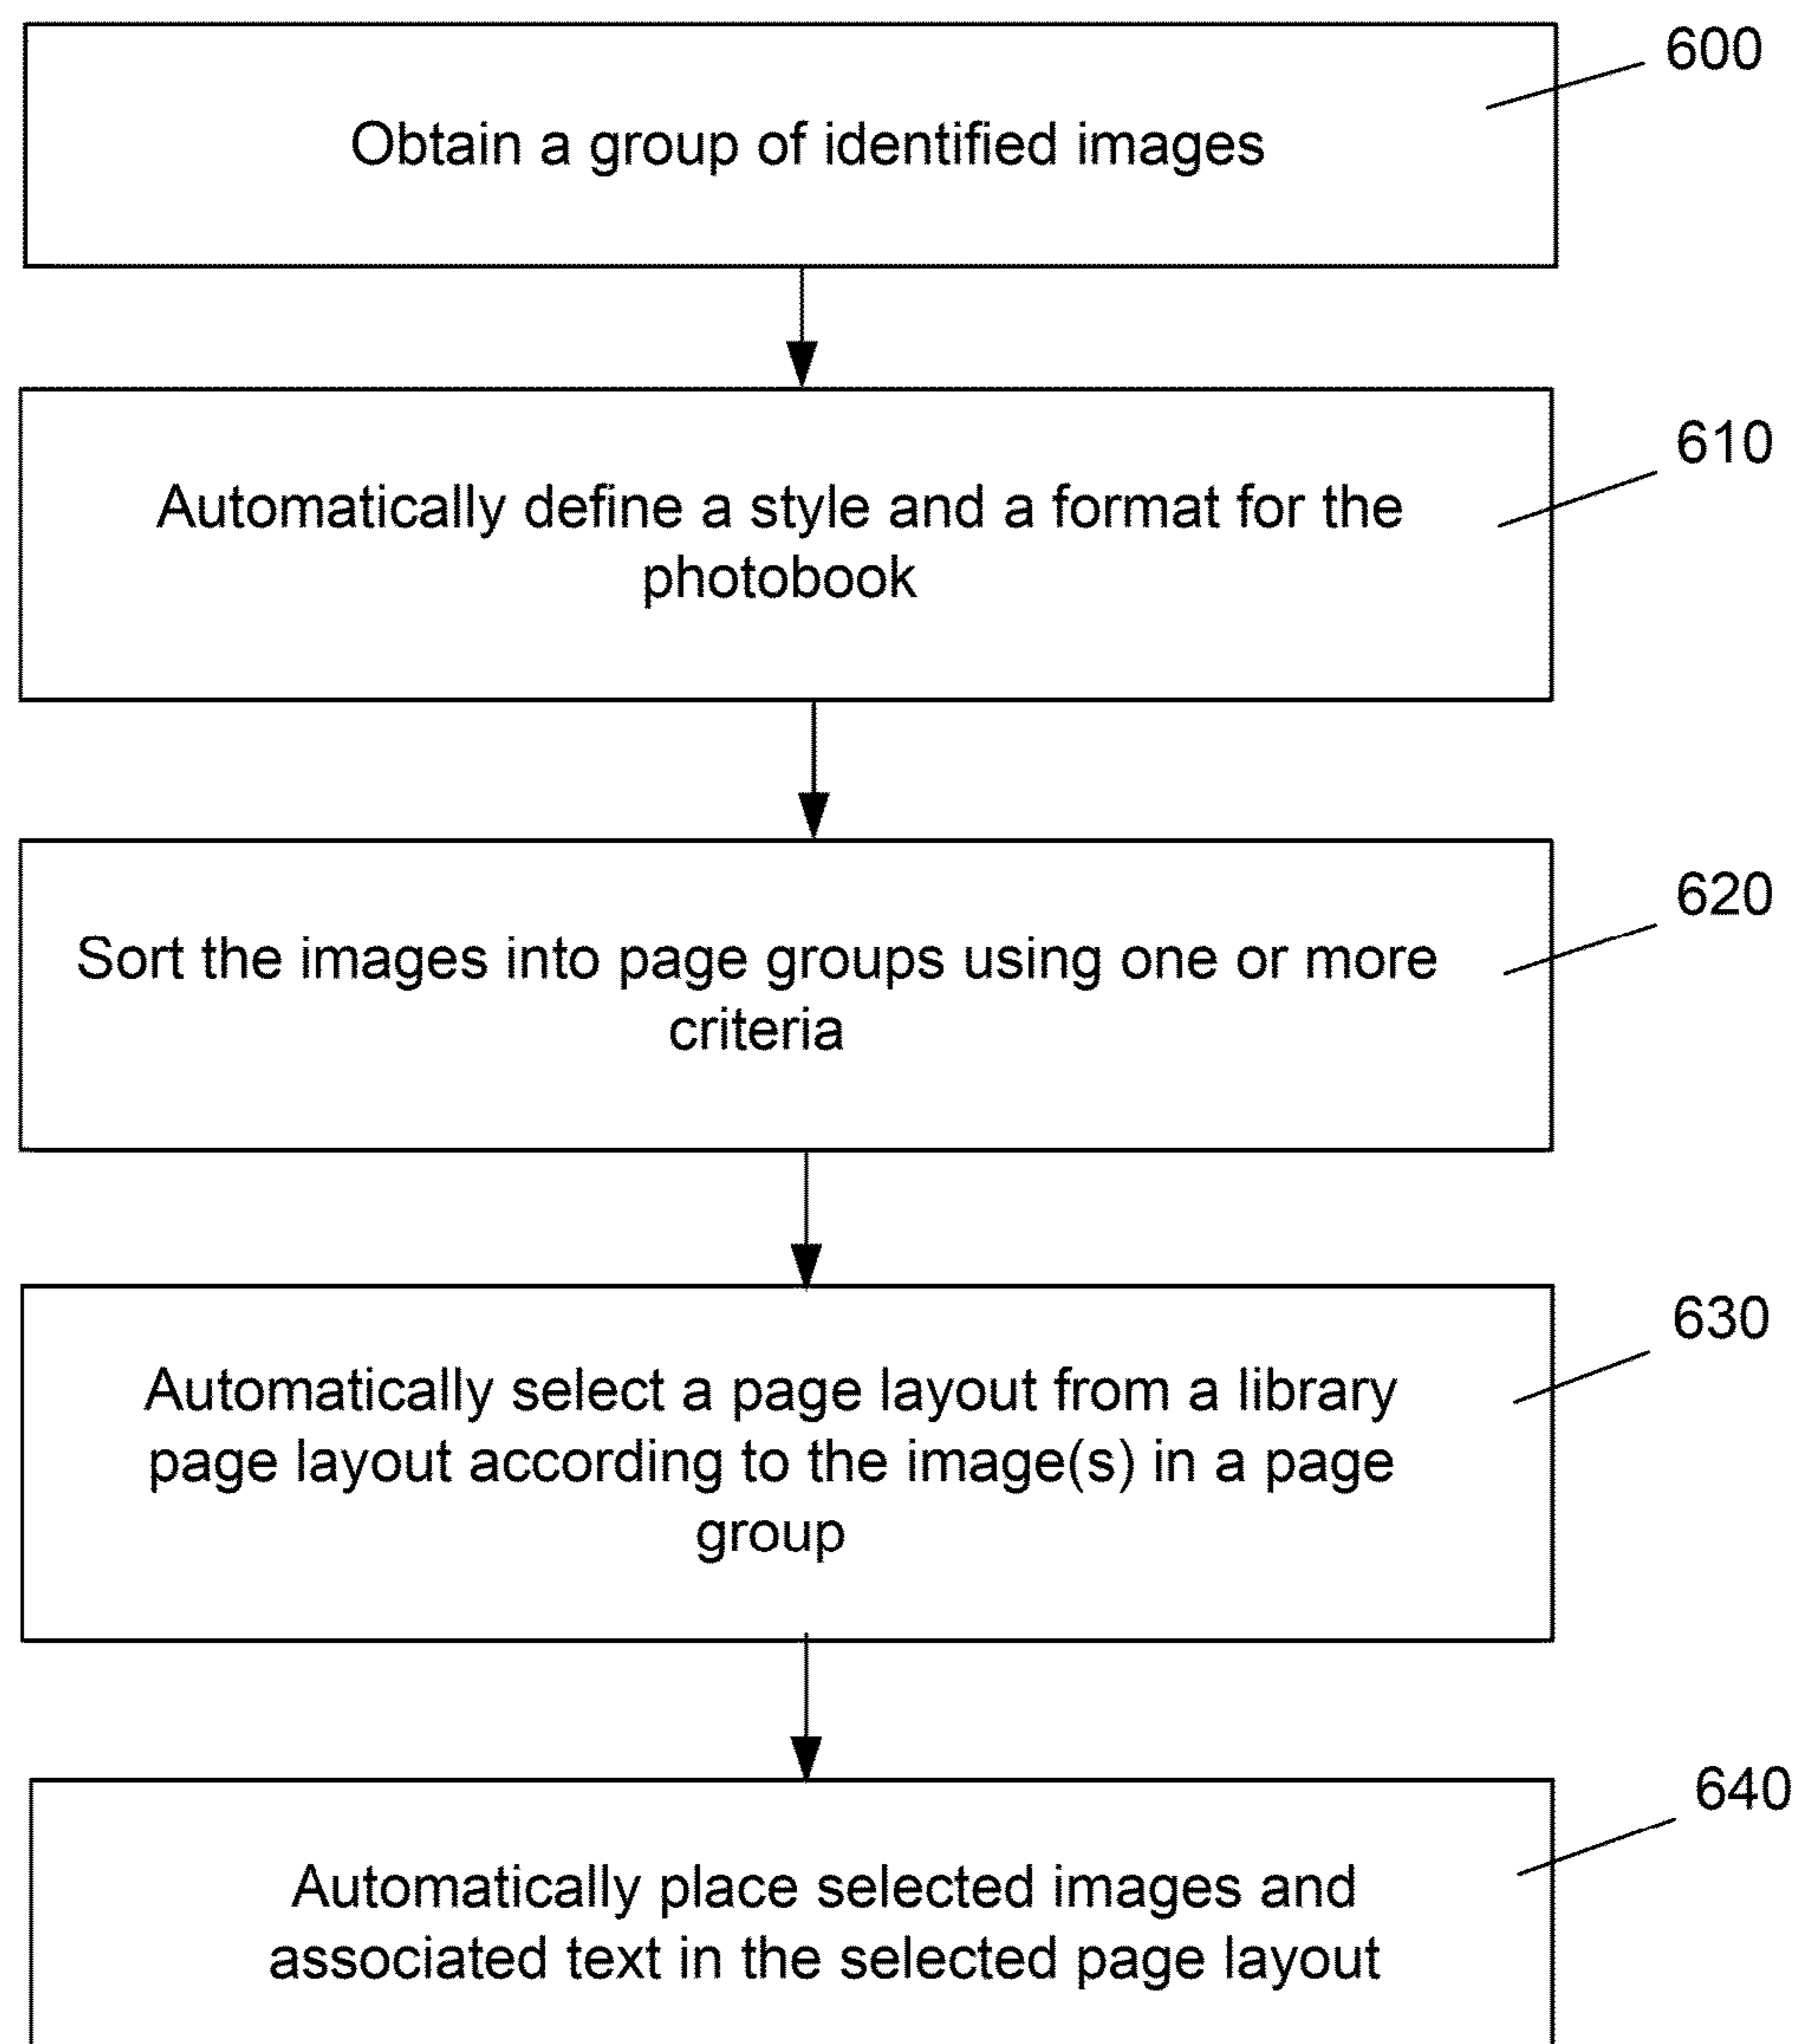 600
Obtain a group of identified images
610
Automatically define a style and a format for the
photobook
620
Sort the images into page groups using one or more
criteria
630
Automatically select a page layout from a library
page layout according to the image(s) in a page
group
640
Automatically place selected images and
associated text in the selected page layout